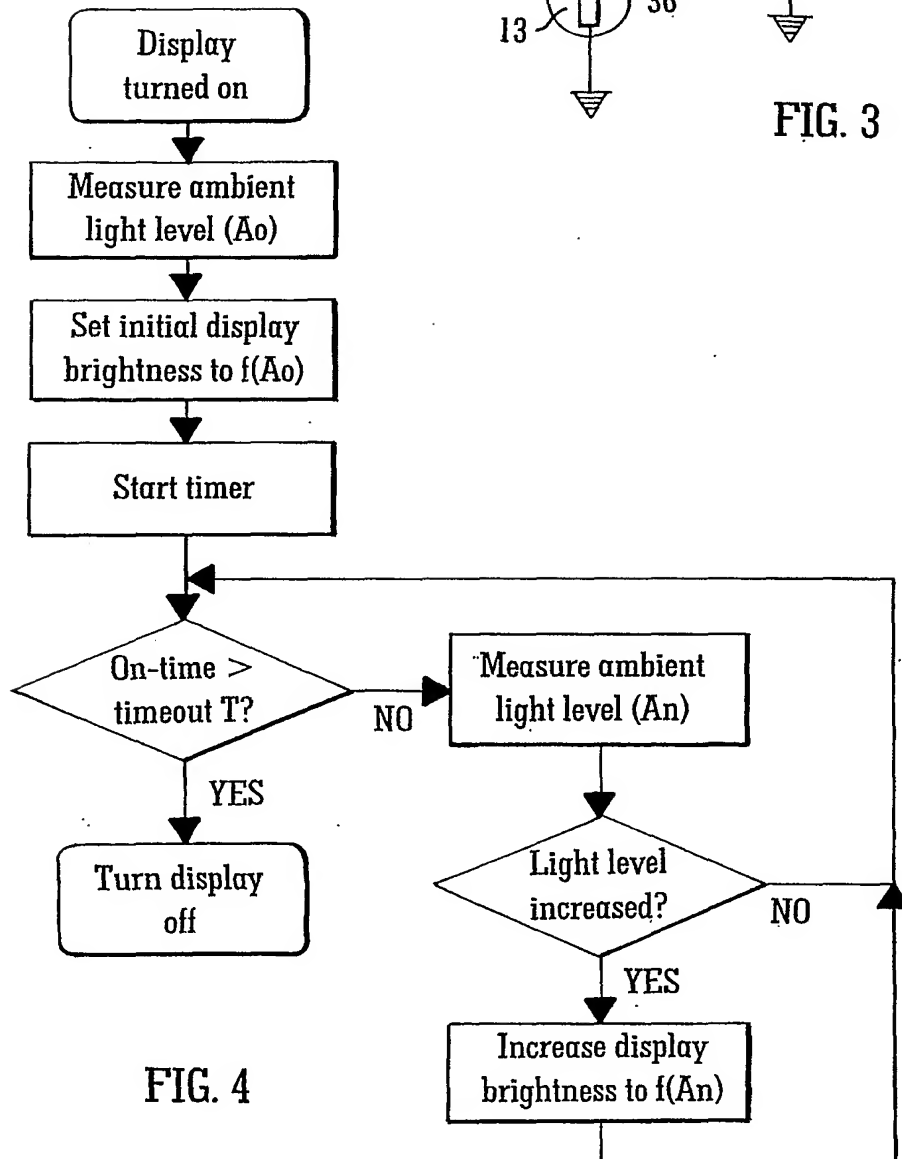 13
36
FIG. 3
Display
turned on
Measure ambient
light level (Ao)
Set initial display
brightness to f(Ao)
Start timer
On-time >
timeout T?
NO
Measure ambient
light level (An)
YES
Turn display
off
Light level
increased?
NO
YES
Increase display
brightness to f(An)
FIG. 4